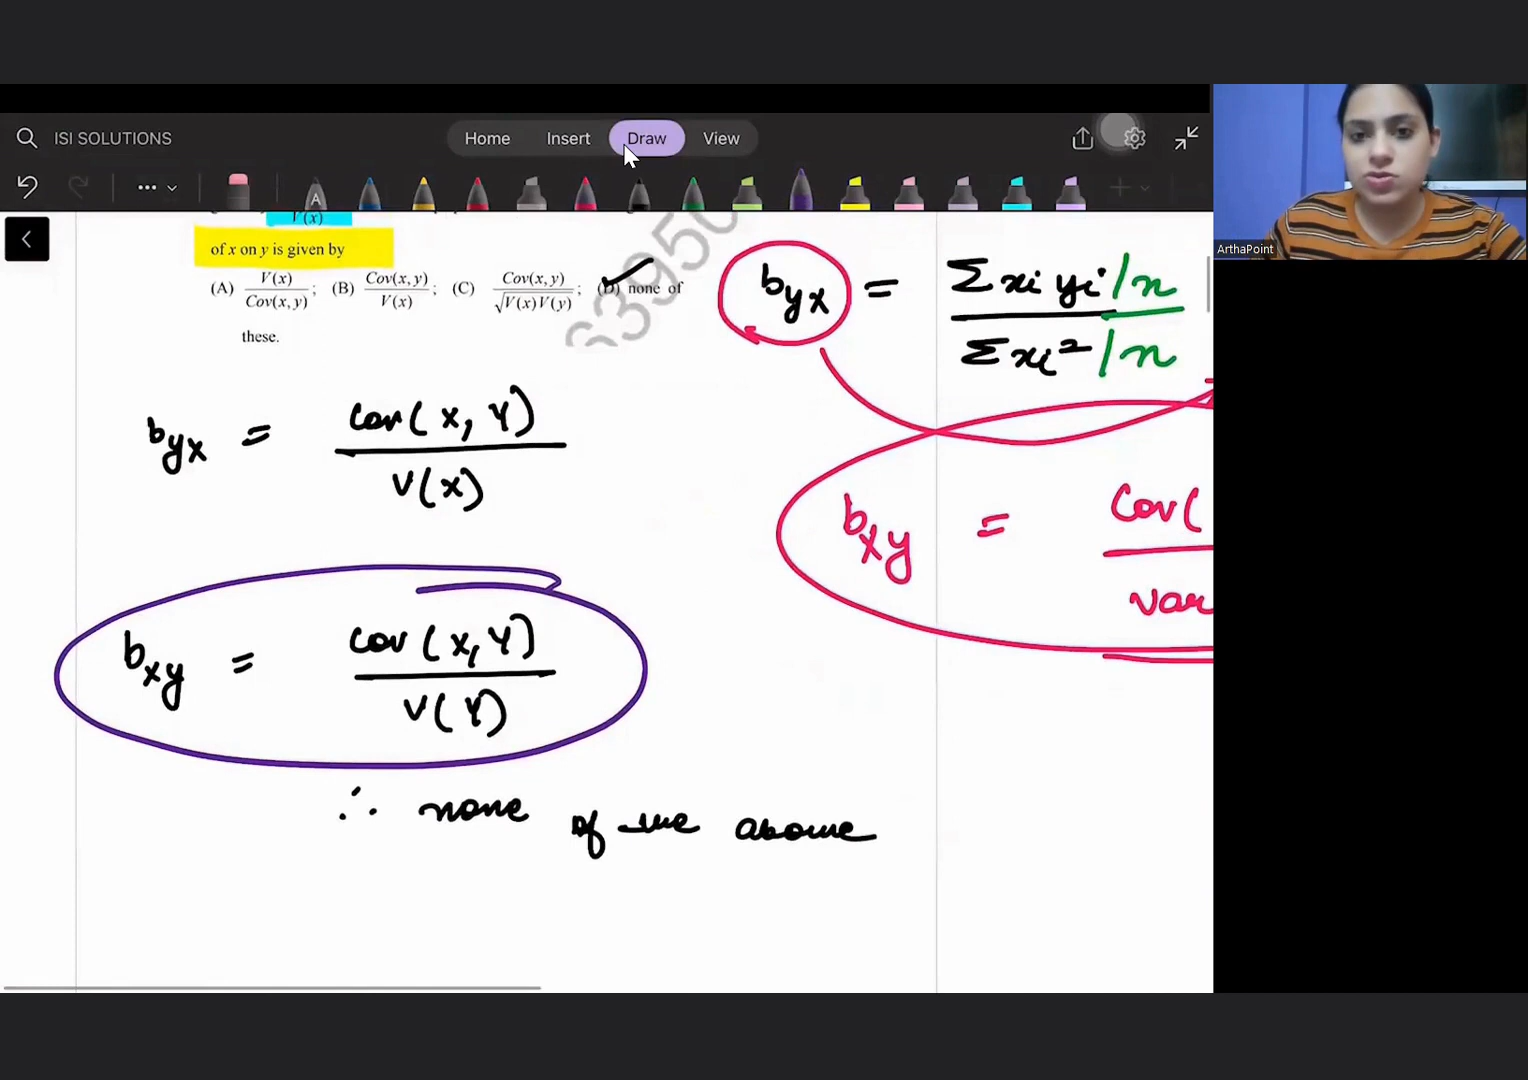 ISI SOLUTIONS
Home Insert Draw View
ArthaPoint
V(x)
of x on y is given by
(A) V(x)/Cov(x, y); (B) Cov(x, y)/V(x); (C) Cov(x, y)/√V(x)V(y); (D) none of
these.
63950
byx = Σxi yi/n / Σxi²/n
byx = Cov(X, Y) / V(X)
bxy = Cov(
var
bxy = Cov(X, Y) / V(Y)
∴ none of the above